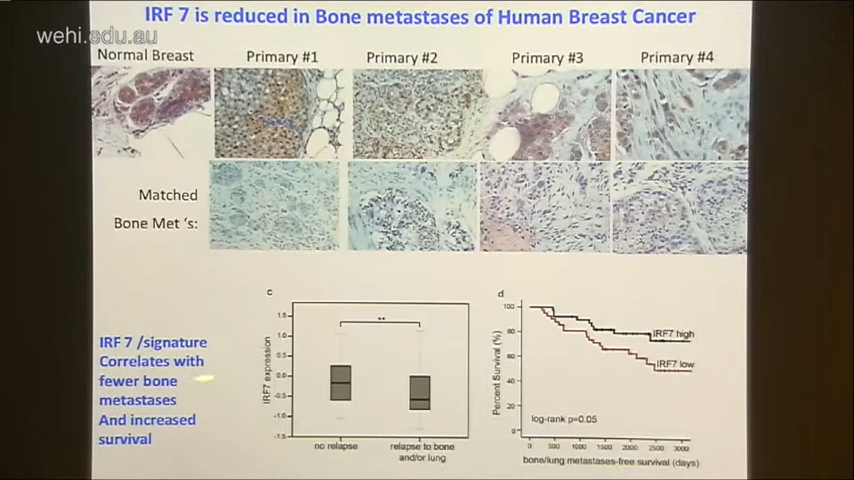 IRF 7 is reduced in Bone metastases of Human Breast Cancer
wehi.edu.au
Normal Breast
Primary #1
Primary #2
Primary #3
Primary #4
Matched
Bone Met 's:
IRF 7 /signature
Correlates with
fewer bone
metastases
And increased
survival
c
IRF7 expression
1.5
1.0
0.5
0.0
-0.5
-1.0
-1.5
**
no relapse
relapse to bone
and/or lung
d
Percent Survival (%)
100
80
60
40
20
0
IRF7 high
IRF7 low
log-rank p=0.05
0
500
1000
1500
2000
2500
3000
bone/lung metastases-free survival (days)